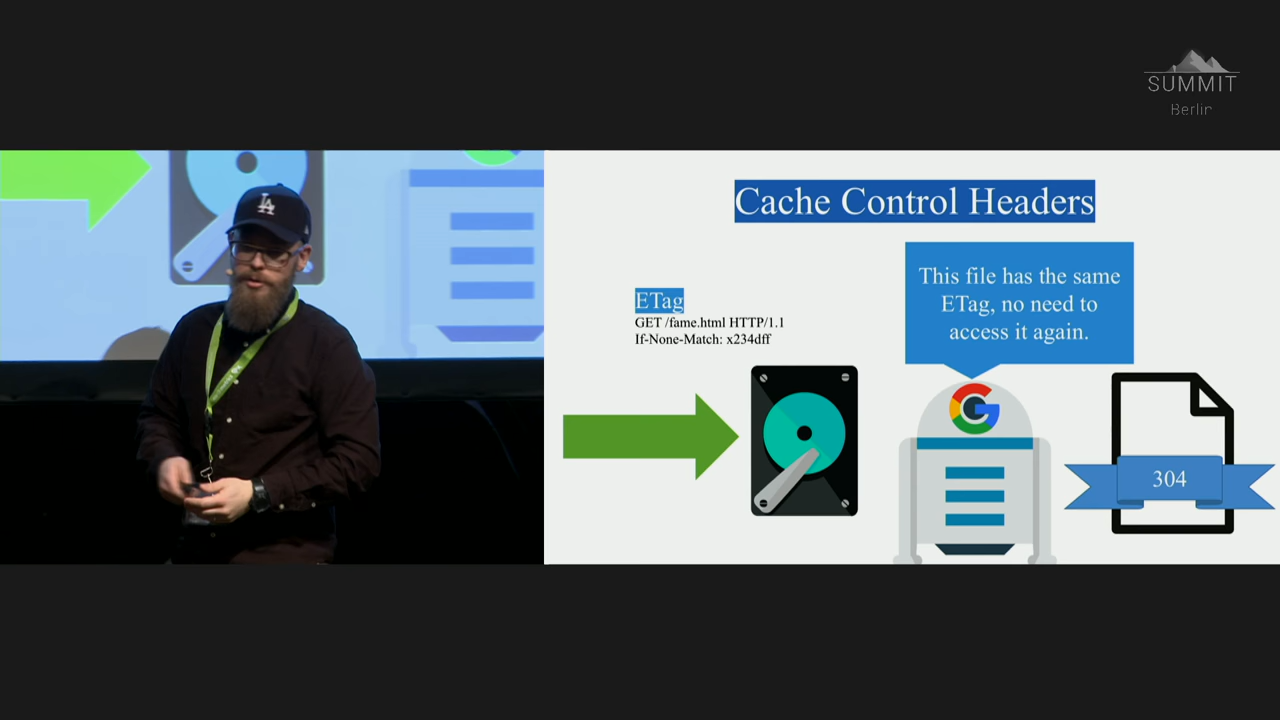 SUMMIT
Berlin
LA
Cache Control Headers
This file has the same
ETag, no need to
access it again.
ETag
GET /fame.html HTTP/1.1
If-None-Match: x234dff
G
304